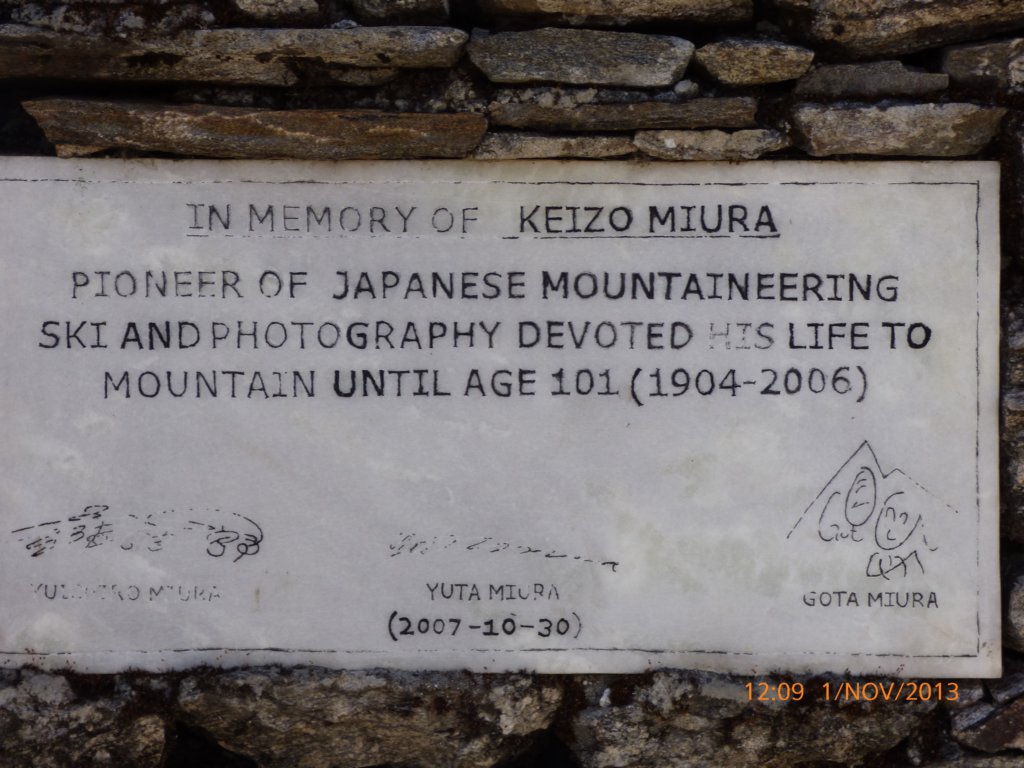 IN MEMORY OF KEIZO MIURA
PIONEER OF JAPANESE MOUNTAINEERING
SKI AND PHOTOGRAPHY DEVOTED HIS LIFE TO
MOUNTAIN UNTIL AGE 101 (1904-2006)
MIURA
YUTA MIURA
GOTA MIURA
(2007-10-30)
12:09 1/NOV/2013